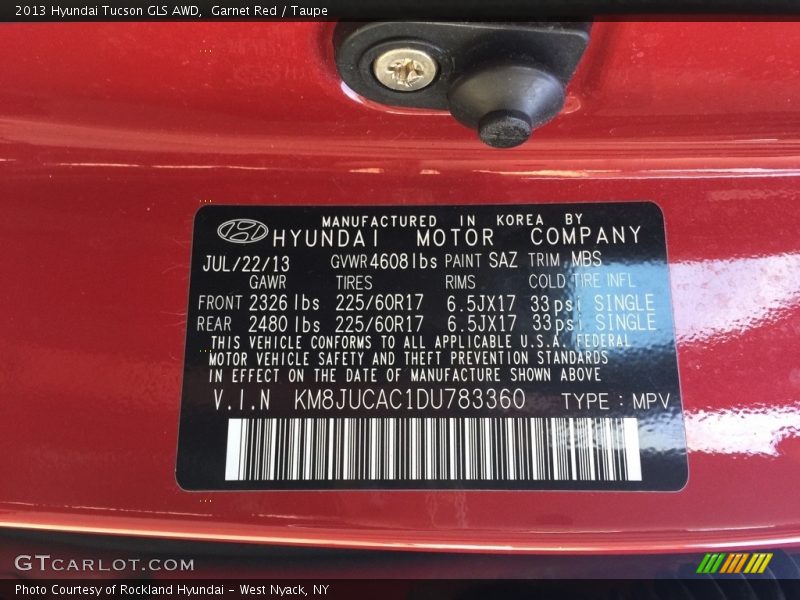 2013 Hyundai Tucson GLS AWD,  Garnet Red / Taupe
MANUFACTURED IN KOREA BY
HYUNDAI MOTOR COMPANY
JUL/22/13 GVWR 4608lbs PAINT SAZ TRIM MBS
GAWR TIRES RIMS COLD TIRE INFL
FRONT 2326 lbs 225/60R17 6.5JX17 33psi SINGLE
REAR 2480 lbs 225/60R17 6.5JX17 33psi SINGLE
THIS VEHICLE CONFORMS TO ALL APPLICABLE U.S.A. FEDERAL
MOTOR VEHICLE SAFETY AND THEFT PREVENTION STANDARDS
IN EFFECT ON THE DATE OF MANUFACTURE SHOWN ABOVE
V.I.N KM8JUCAC1DU783360 TYPE : MPV
GTCARLOT.COM
Photo Courtesy of Rockland Hyundai - West Nyack, NY